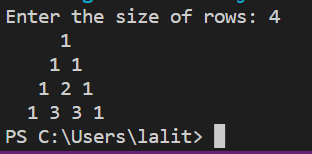 Enter the size of rows: 4
1
1 1
1 2 1
1 3 3 1
PS C:\Users\lalit>